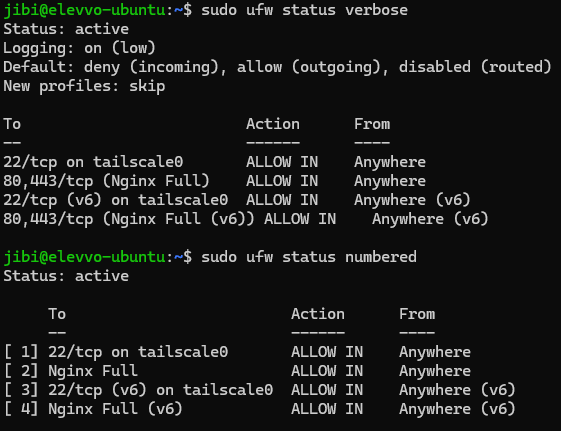 jibi@elevvo-ubuntu:~$ sudo ufw status verbose
Status: active
Logging: on (low)
Default: deny (incoming), allow (outgoing), disabled (routed)
New profiles: skip

To                         Action      From
--                         ------      ----
22/tcp on tailscale0       ALLOW IN    Anywhere
80,443/tcp (Nginx Full)    ALLOW IN    Anywhere
22/tcp (v6) on tailscale0  ALLOW IN    Anywhere (v6)
80,443/tcp (Nginx Full (v6)) ALLOW IN    Anywhere (v6)

jibi@elevvo-ubuntu:~$ sudo ufw status numbered
Status: active

     To                         Action      From
     --                         ------      ----
[ 1] 22/tcp on tailscale0       ALLOW IN    Anywhere
[ 2] Nginx Full                 ALLOW IN    Anywhere
[ 3] 22/tcp (v6) on tailscale0  ALLOW IN    Anywhere (v6)
[ 4] Nginx Full (v6)            ALLOW IN    Anywhere (v6)